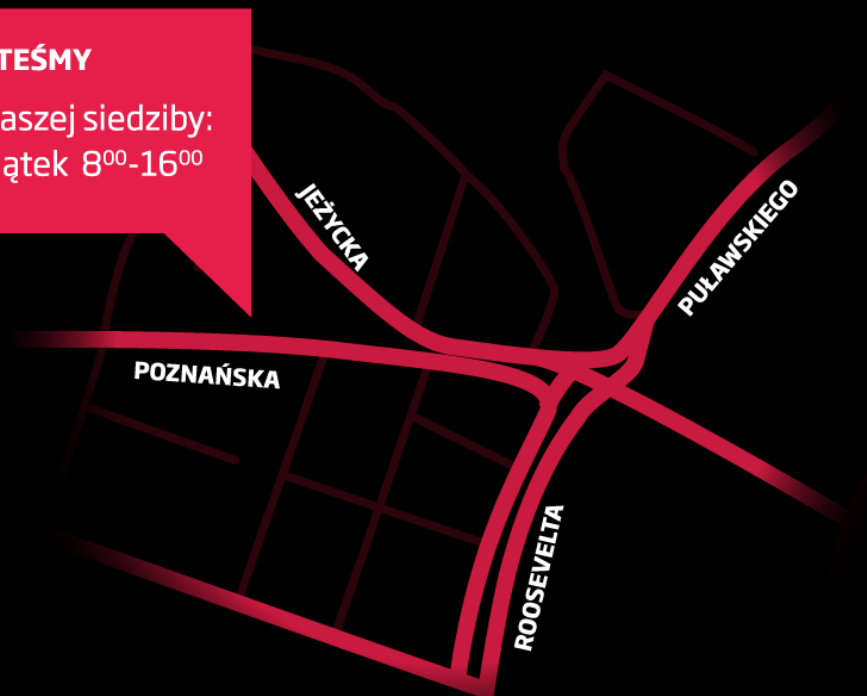 TEŚMY
aszej siedziby:
ątek 8⁰⁰-16⁰⁰
JEŻYCKA
PUŁAWSKIEGO
POZNAŃSKA
ROOSEVELTA